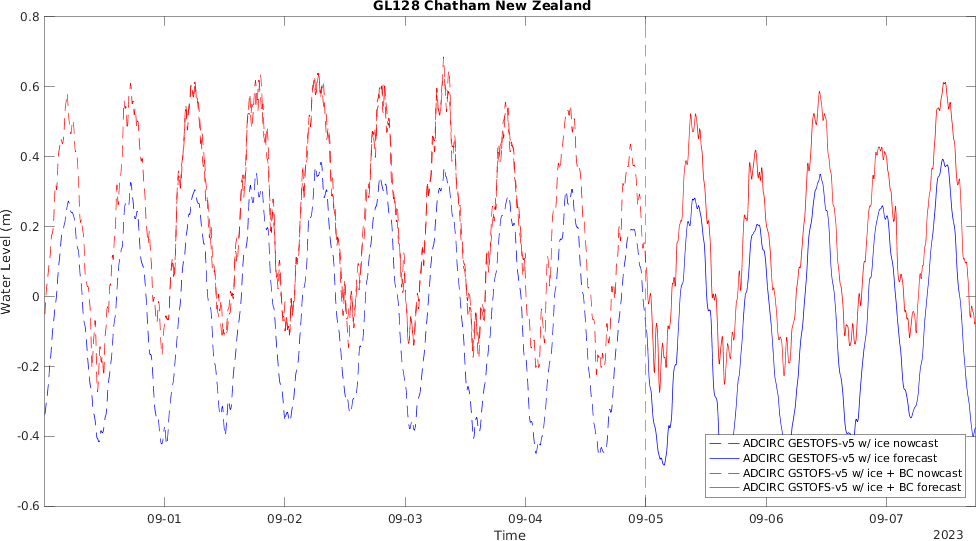 GL128 Chatham New Zealand
0.8
0.6
0.4
0.2
0
-0.2
-0.4
-0.6
Water Level (m)
09-01 09-02 09-03 09-04 09-05 09-06 09-07
Time
2023
ADCIRC GESTOFS-v5 w/ ice nowcast
ADCIRC GESTOFS-v5 w/ ice forecast
ADCIRC GSTOFS-v5 w/ ice + BC nowcast
ADCIRC GSTOFS-v5 w/ ice + BC forecast